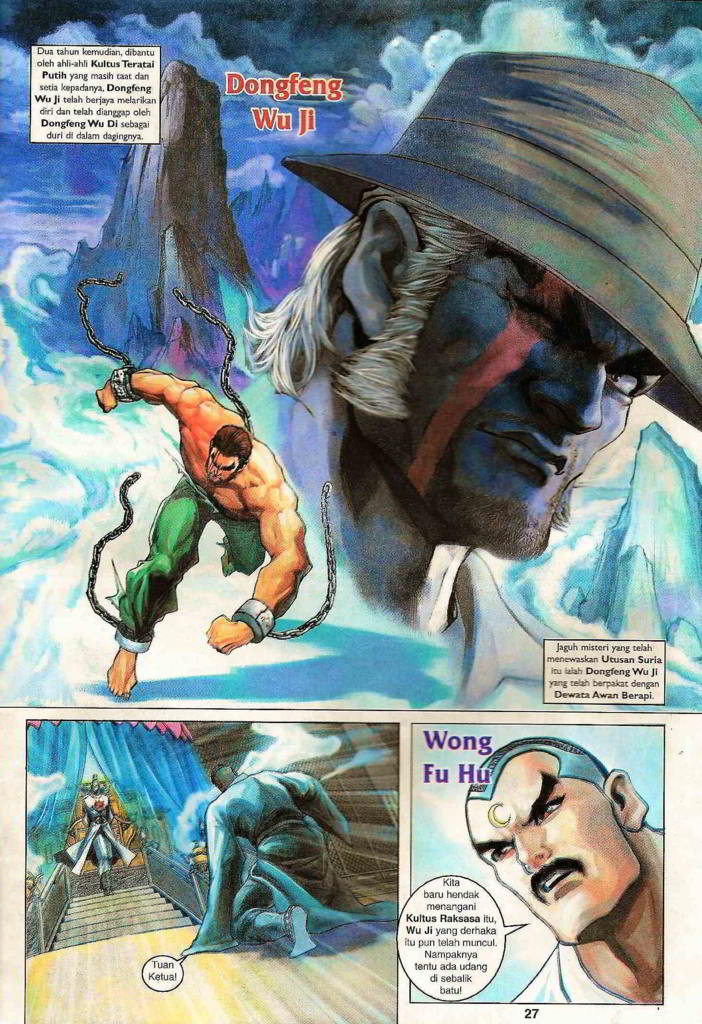 Dua tahun kemudian, dibantu
oleh ahli-ahli Kultus Teratai
Putih yang masih taat dan
setia kepadanya, Dongfeng
Wu Ji telah berjaya melarikan
diri dan telah dianggap oleh
Dongfeng Wu Di sebagai
duri di dalam dagingnya.
Dongfeng
Wu Ji
Jaguh misteri yang telah
menewaskan Utusan Suria
itu ialah Dongfeng Wu Ji
yang telah berpakat dengan
Dewata Awan Berapi.
Tuan
Ketua!
Wong
Fu Hu
Kita
baru hendak
menangani
Kultus Raksasa itu,
Wu Ji yang derhaka
itu pun telah muncul.
Nampaknya
tentu ada udang
di sebalik
batu!
27